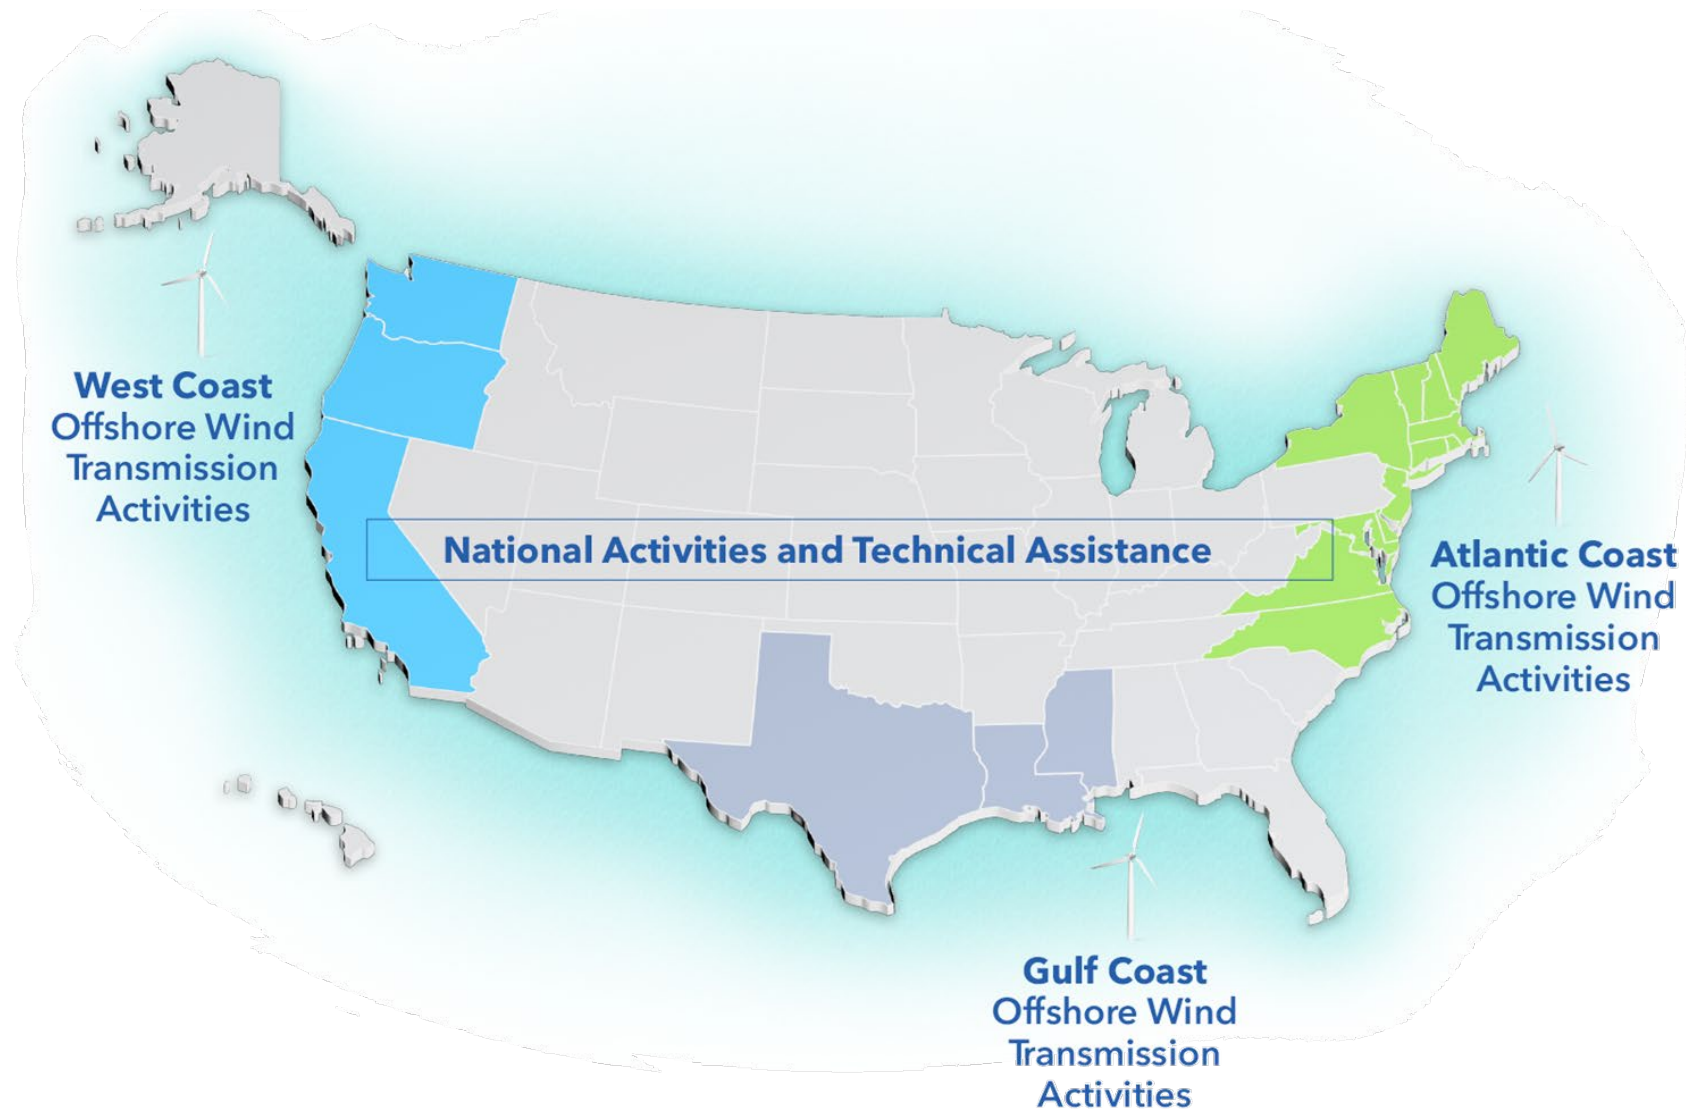 West Coast
Offshore Wind
Transmission
Activities
National Activities and Technical Assistance
Atlantic Coast
Offshore Wind
Transmission
Activities
Gulf Coast
Offshore Wind
Transmission
Activities